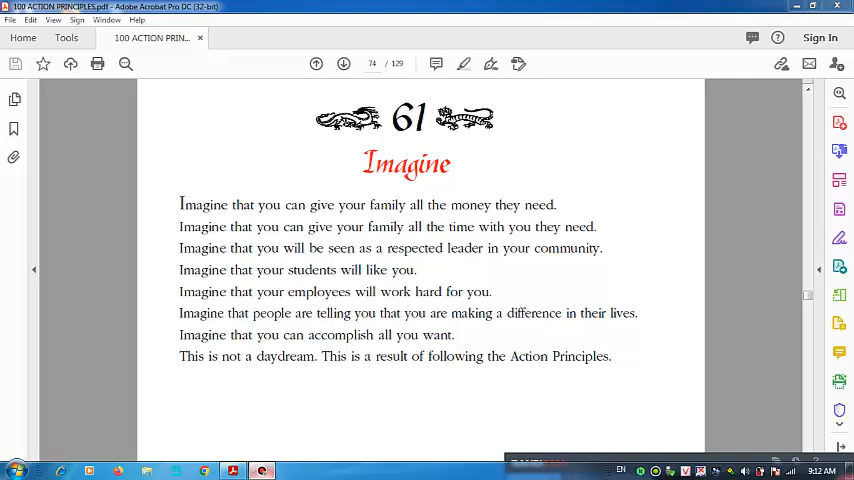 100 ACTION PRINCIPLES.pdf - Adobe Acrobat Pro DC (32-bit)
File Edit View Sign Window Help
Home Tools 100 ACTION PRIN... × Sign In
74 / 129
61
Imagine
Imagine that you can give your family all the money they need.
Imagine that you can give your family all the time with you they need.
Imagine that you will be seen as a respected leader in your community.
Imagine that your students will like you.
Imagine that your employees will work hard for you.
Imagine that people are telling you that you are making a difference in their lives.
Imagine that you can accomplish all you want.
This is not a daydream. This is a result of following the Action Principles.
EN 9:12 AM